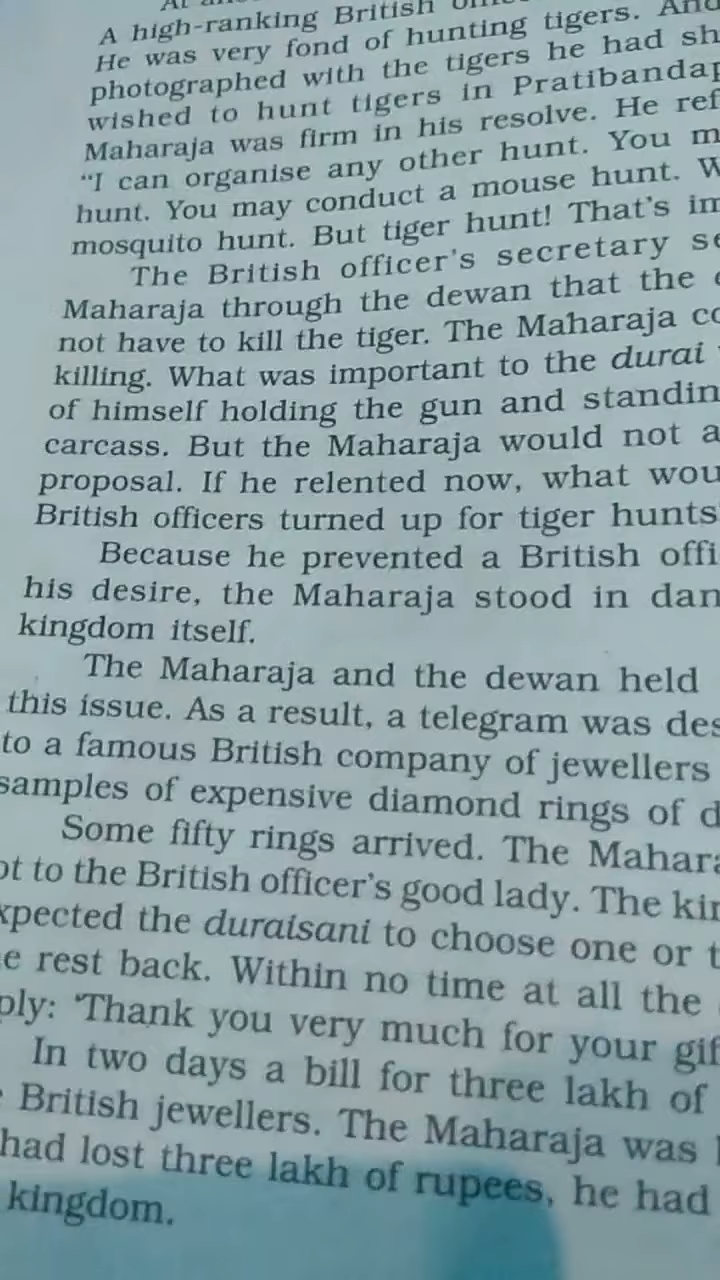 A high-ranking British
He was very fond of hunting tigers. And
photographed with the tigers he had sh
wished to hunt tigers in Pratibandap
Maharaja was firm in his resolve. He ref
“I can organise any other hunt. You m
hunt. You may conduct a mouse hunt. W
mosquito hunt. But tiger hunt! That’s im
The British officer’s secretary se
Maharaja through the dewan that the
not have to kill the tiger. The Maharaja co
killing. What was important to the durai
of himself holding the gun and standin
carcass. But the Maharaja would not a
proposal. If he relented now, what wou
British officers turned up for tiger hunts
Because he prevented a British offi
his desire, the Maharaja stood in dan
kingdom itself.
The Maharaja and the dewan held
this issue. As a result, a telegram was des
to a famous British company of jewellers
samples of expensive diamond rings of d
Some fifty rings arrived. The Mahara
ot to the British officer’s good lady. The kin
xpected the duraisani to choose one or t
e rest back. Within no time at all the
ply: ‘Thank you very much for your gif
In two days a bill for three lakh of
British jewellers. The Maharaja was
had lost three lakh of rupees, he had
kingdom.